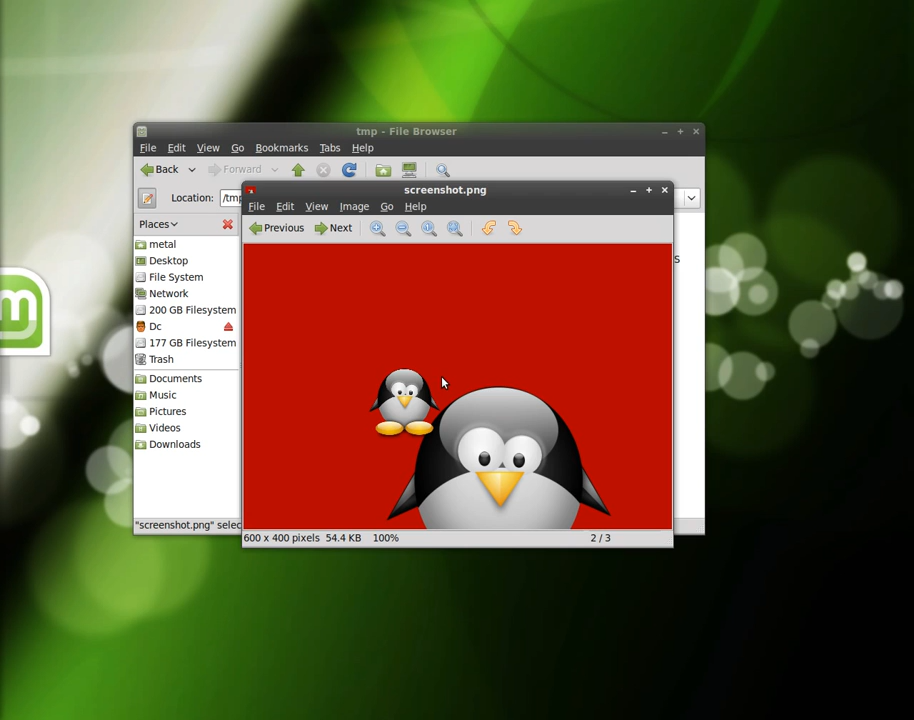 tmp - File Browser
File Edit View Go Bookmarks Tabs Help
Back Forward
Location: /tmp
Places
metal
Desktop
File System
Network
200 GB Filesystem
Dc
177 GB Filesystem
Trash
Documents
Music
Pictures
Videos
Downloads
"screenshot.png" selec
screenshot.png
File Edit View Image Go Help
Previous Next
600 x 400 pixels 54.4 KB 100% 2 / 3